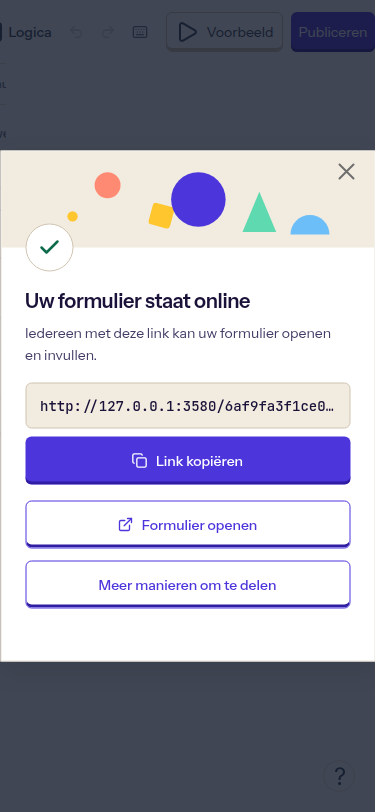 Logica
Voorbeeld
Publiceren
Uw formulier staat online
Iedereen met deze link kan uw formulier openen
en invullen.
http://127.0.0.1:3580/6af9fa3f1ce0…
Link kopiëren
Formulier openen
Meer manieren om te delen
?